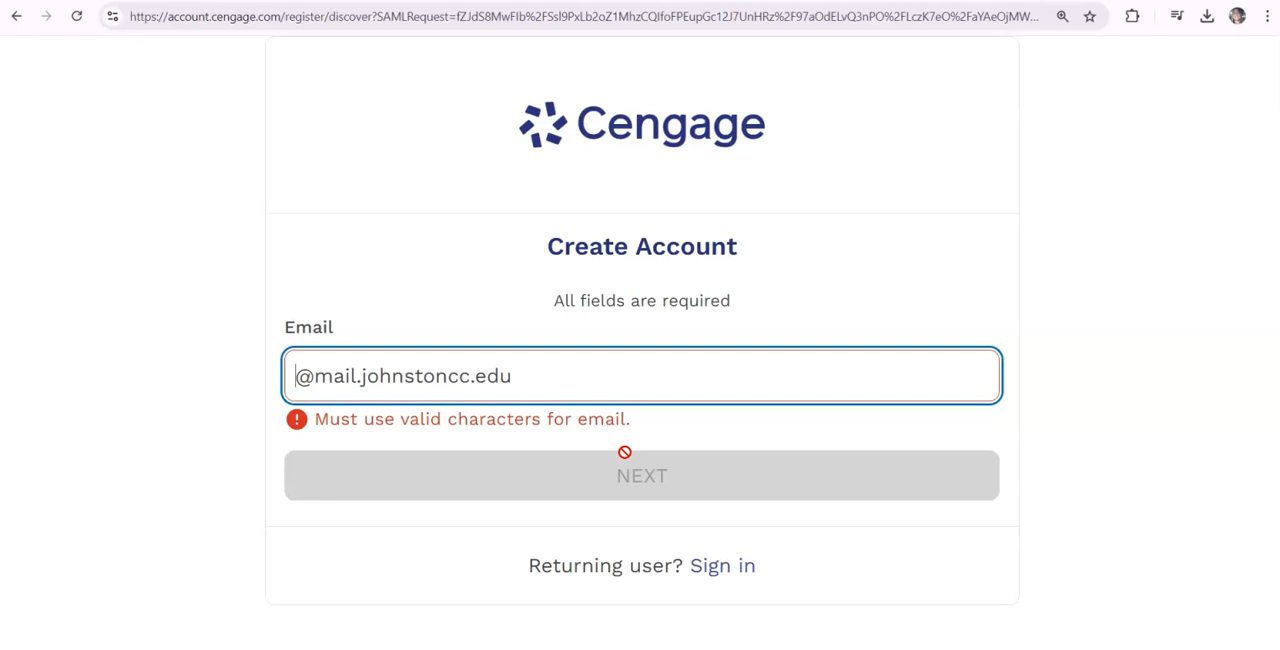 https://account.cengage.com/register/discover?SAMLRequest=fZJdS8MwFIb%2FSsl9PxLb2oZ1MhzCQIfoFPEupGc12J7UnHRz%2F97aOdELvQ3nPO%2FLczK7eO%2FaYAeOjMW...
Cengage
Create Account
All fields are required
Email
@mail.johnstoncc.edu
! Must use valid characters for email.
NEXT
Returning user? Sign in